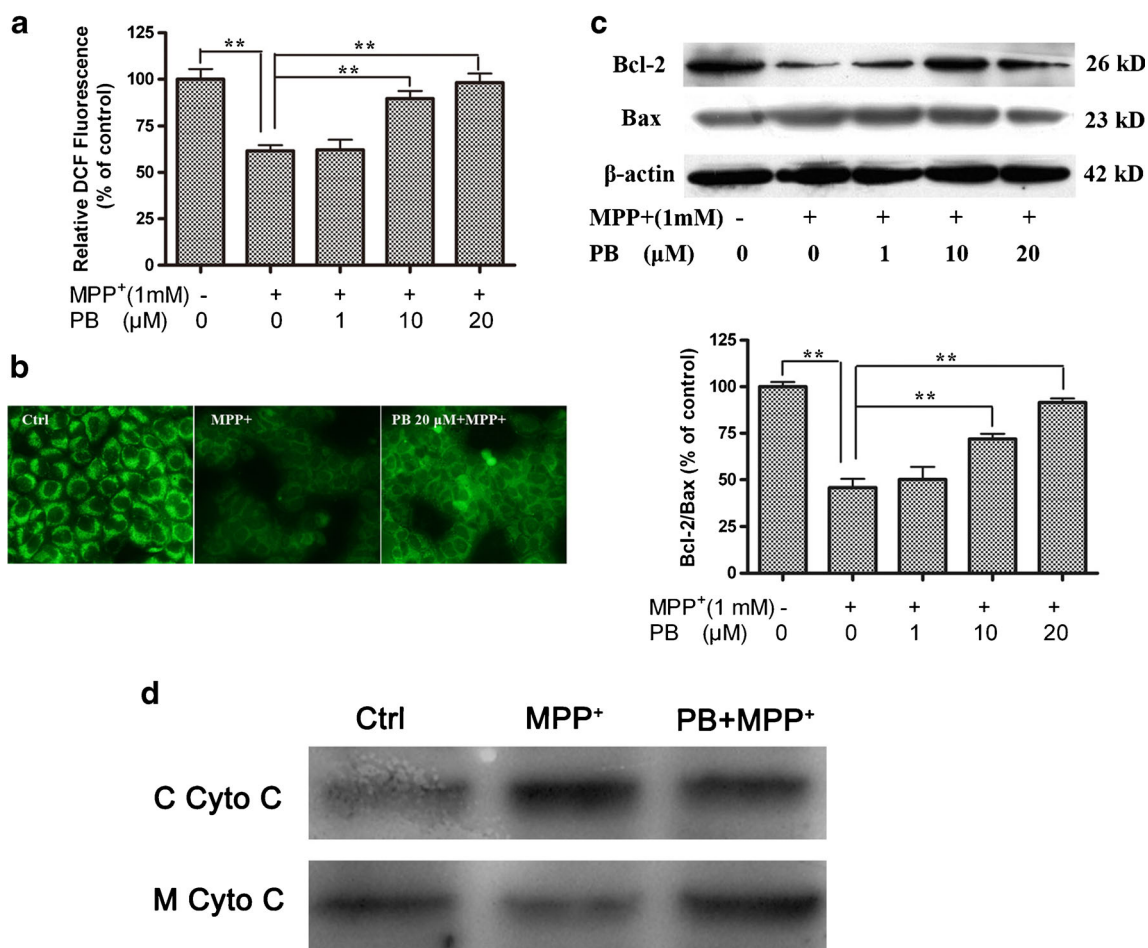 a
Relative DCF Fluorescence
(% of control)
125
100
75
50
25
0
**
**
**
MPP+(1mM) - + + + +
PB (μM) 0 0 1 10 20
b
Ctrl
MPP+
PB 20 μM+MPP+
c
Bcl-2 26 kD
Bax 23 kD
β-actin 42 kD
MPP+(1mM) - + + + +
PB (μM) 0 0 1 10 20
Bcl-2/Bax (% of control)
125
100
75
50
25
0
**
**
**
MPP+(1 mM) - + + + +
PB (μM) 0 0 1 10 20
d
Ctrl MPP+ PB+MPP+
C Cyto C
M Cyto C